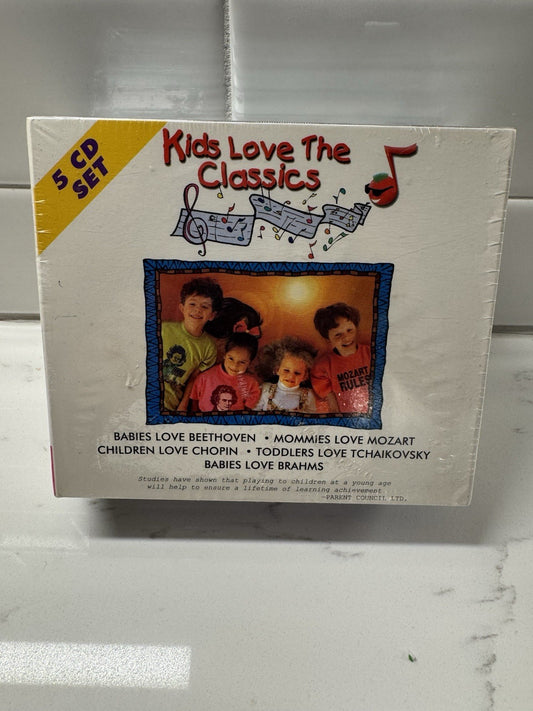 5 CD
SET
Kids Love The
Classics
MOZART
RULES
BABIES LOVE BEETHOVEN • MOMMIES LOVE MOZART
CHILDREN LOVE CHOPIN • TODDLERS LOVE TCHAIKOVSKY
BABIES LOVE BRAHMS
Studies have shown that playing to children at a young age
will help to ensure a lifetime of learning achievement.
—PARENT COUNCIL LTD.